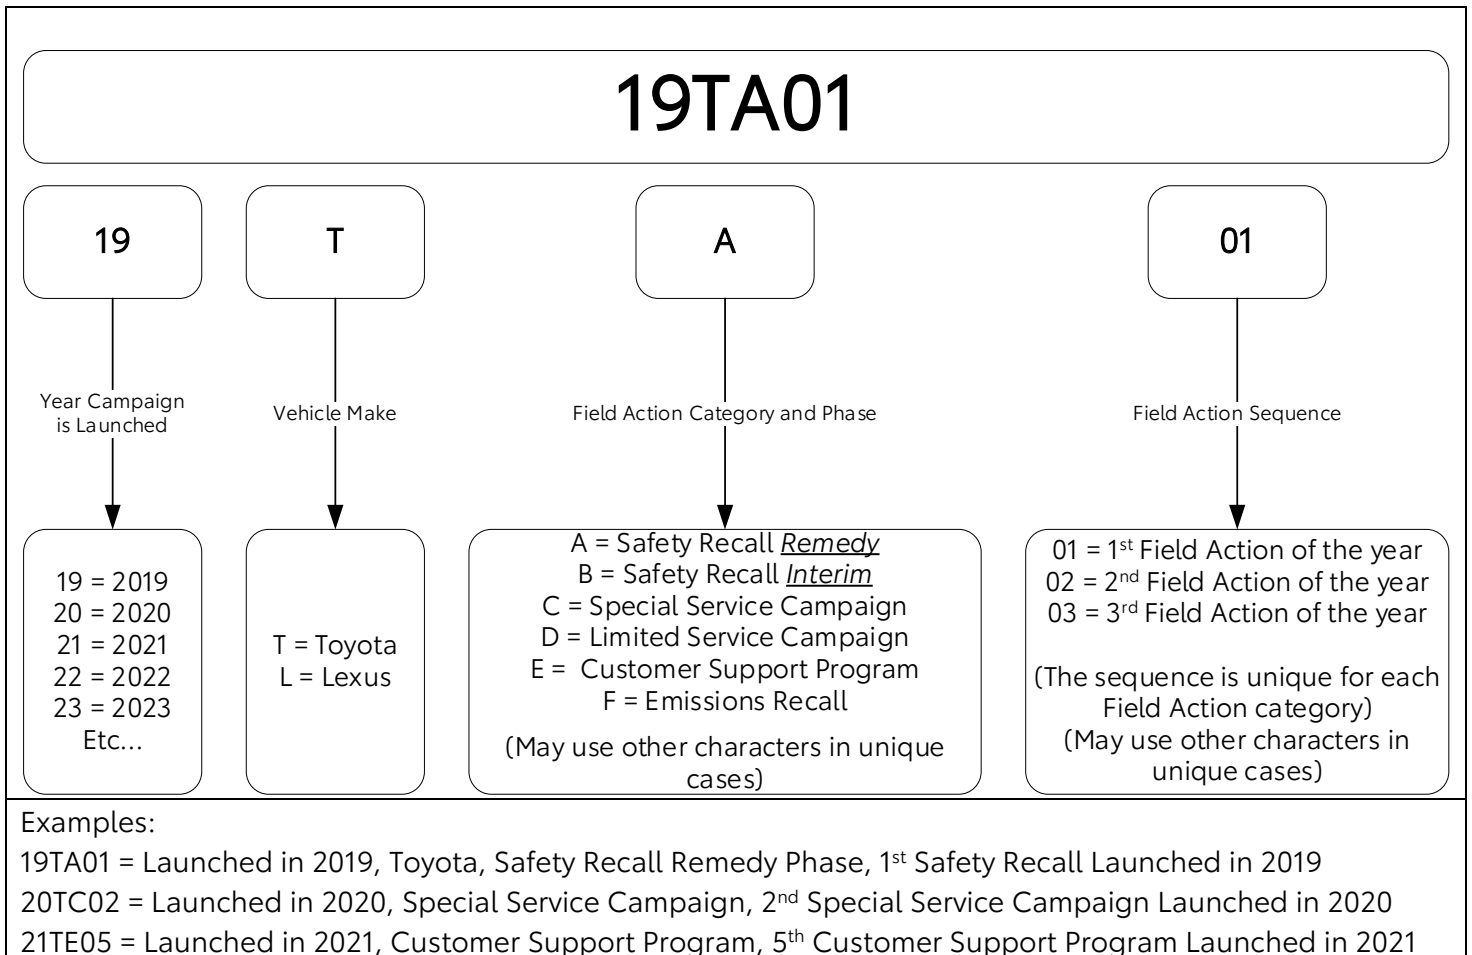 19TA01
19
T
A
01
Year Campaign
is Launched
Vehicle Make
Field Action Category and Phase
Field Action Sequence
19 = 2019
20 = 2020
21 = 2021
22 = 2022
23 = 2023
Etc...
T = Toyota
L = Lexus
A = Safety Recall Remedy
B = Safety Recall Interim
C = Special Service Campaign
D = Limited Service Campaign
E =  Customer Support Program
F = Emissions Recall
(May use other characters in unique
cases)
01 = 1st Field Action of the year
02 = 2nd Field Action of the year
03 = 3rd Field Action of the year
(The sequence is unique for each
Field Action category)
(May use other characters in
unique cases)
Examples:
19TA01 = Launched in 2019, Toyota, Safety Recall Remedy Phase, 1st Safety Recall Launched in 2019
20TC02 = Launched in 2020, Special Service Campaign, 2nd Special Service Campaign Launched in 2020
21TE05 = Launched in 2021, Customer Support Program, 5th Customer Support Program Launched in 2021